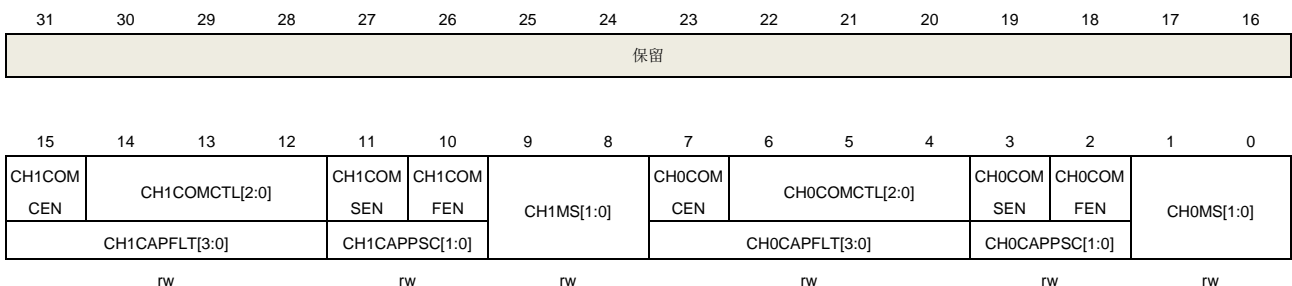 31 30 29 28 27 26 25 24 23 22 21 20 19 18 17 16
保留
15 14 13 12 11 10 9 8 7 6 5 4 3 2 1 0
CH1COM CEN CH1COMCTL[2:0] CH1COM SEN CH1COM FEN CH1MS[1:0] CH0COM CEN CH0COMCTL[2:0] CH0COM SEN CH0COM FEN CH0MS[1:0]
CH1CAPFLT[3:0] CH1CAPPSC[1:0] CH0CAPFLT[3:0] CH0CAPPSC[1:0]
rw rw rw rw rw rw